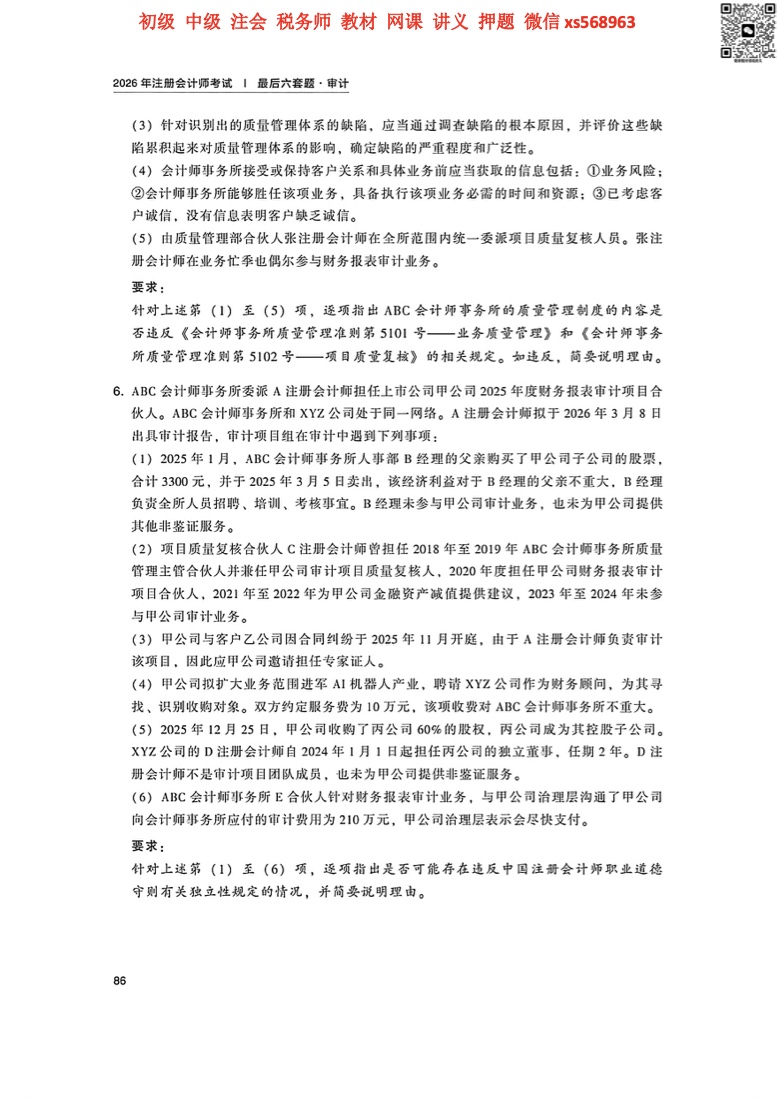 初级 中级 注会 税务师 教材 网课 讲义 押题 微信 xs568963
2026 年注册会计师考试 | 最后六套题·审计
(3) 针对识别出的质量管理体系的缺陷，应当通过调查缺陷的根本原因，并评价这些缺
陷累积起来对质量管理体系的影响，确定缺陷的严重程度和广泛性。
(4) 会计师事务所接受或保持客户关系和具体业务前应当获取的信息包括：①业务风险；
②会计师事务所能够胜任该项业务，具备执行该项业务必需的时间和资源；③已考虑客
户诚信，没有信息表明客户缺乏诚信。
(5) 由质量管理部合伙人张注册会计师在全所范围内统一委派项目质量复核人员。张注
册会计师在业务忙季也偶尔参与财务报表审计业务。
要求：
针对上述第 (1) 至 (5) 项，逐项指出 ABC 会计师事务所的质量管理制度的内容是
否违反《会计师事务所质量管理准则第 5101 号——业务质量管理》和《会计师事务
所质量管理准则第 5102 号——项目质量复核》的相关规定。如违反，简要说明理由。
6. ABC 会计师事务所委派 A 注册会计师担任上市公司甲公司 2025 年度财务报表审计项目合
伙人。ABC 会计师事务所和 XYZ 公司处于同一网络。A 注册会计师拟于 2026 年 3 月 8 日
出具审计报告，审计项目组在审计中遇到下列事项：
(1) 2025 年 1 月，ABC 会计师事务所人事部 B 经理的父亲购买了甲公司子公司的股票，
合计 3300 元，并于 2025 年 3 月 5 日卖出，该经济利益对于 B 经理的父亲不重大，B 经理
负责全所人员招聘、培训、考核事宜。B 经理未参与甲公司审计业务，也未为甲公司提供
其他非鉴证服务。
(2) 项目质量复核合伙人 C 注册会计师曾担任 2018 年至 2019 年 ABC 会计师事务所质量
管理主管合伙人并兼任甲公司审计项目质量复核人，2020 年度担任甲公司财务报表审计
项目合伙人，2021 年至 2022 年为甲公司金融资产减值提供建议，2023 年至 2024 年未参
与甲公司审计业务。
(3) 甲公司与客户乙公司因合同纠纷于 2025 年 11 月开庭，由于 A 注册会计师负责审计
该项目，因此应甲公司邀请担任专家证人。
(4) 甲公司拟扩大业务范围进军 AI 机器人产业，聘请 XYZ 公司作为财务顾问，为其寻
找、识别收购对象。双方约定服务费为 10 万元，该项收费对 ABC 会计师事务所不重大。
(5) 2025 年 12 月 25 日，甲公司收购了丙公司 60%的股权，丙公司成为其控股子公司。
XYZ 公司的 D 注册会计师自 2024 年 1 月 1 日起担任丙公司的独立董事，任期 2 年。D 注
册会计师不是审计项目团队成员，也未为甲公司提供非鉴证服务。
(6) ABC 会计师事务所 E 合伙人针对财务报表审计业务，与甲公司治理层沟通了甲公司
向会计师事务所应付的审计费用为 210 万元，甲公司治理层表示会尽快支付。
要求：
针对上述第 (1) 至 (6) 项，逐项指出是否可能存在违反中国注册会计师职业道德
守则有关独立性规定的情况，并简要说明理由。
86